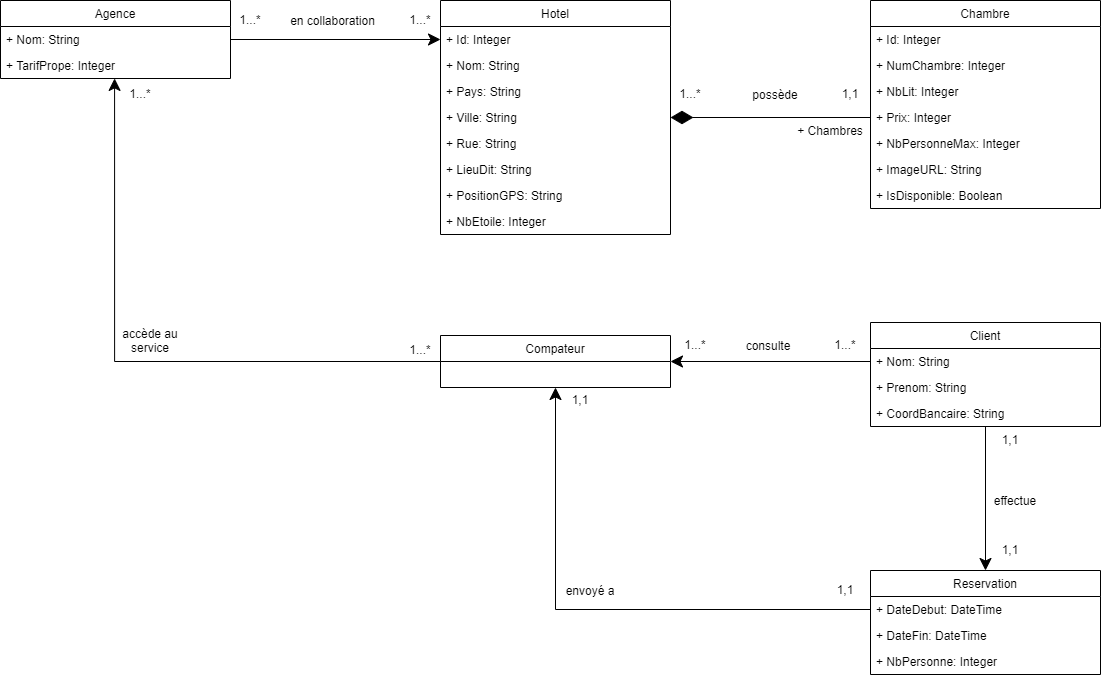 Agence
+ Nom: String
+ TarifPrope: Integer
1...*
en collaboration
1...*
Hotel
+ Id: Integer
+ Nom: String
+ Pays: String
+ Ville: String
+ Rue: String
+ LieuDit: String
+ PositionGPS: String
+ NbEtoile: Integer
1...*
possède
1,1
+ Chambres
Chambre
+ Id: Integer
+ NumChambre: Integer
+ NbLit: Integer
+ Prix: Integer
+ NbPersonneMax: Integer
+ ImageURL: String
+ IsDisponible: Boolean
1...*
accède au
service
1...*
Compateur
1...*
consulte
1...*
Client
+ Nom: String
+ Prenom: String
+ CoordBancaire: String
1,1
1,1
effectue
1,1
envoyé a
1,1
Reservation
+ DateDebut: DateTime
+ DateFin: DateTime
+ NbPersonne: Integer